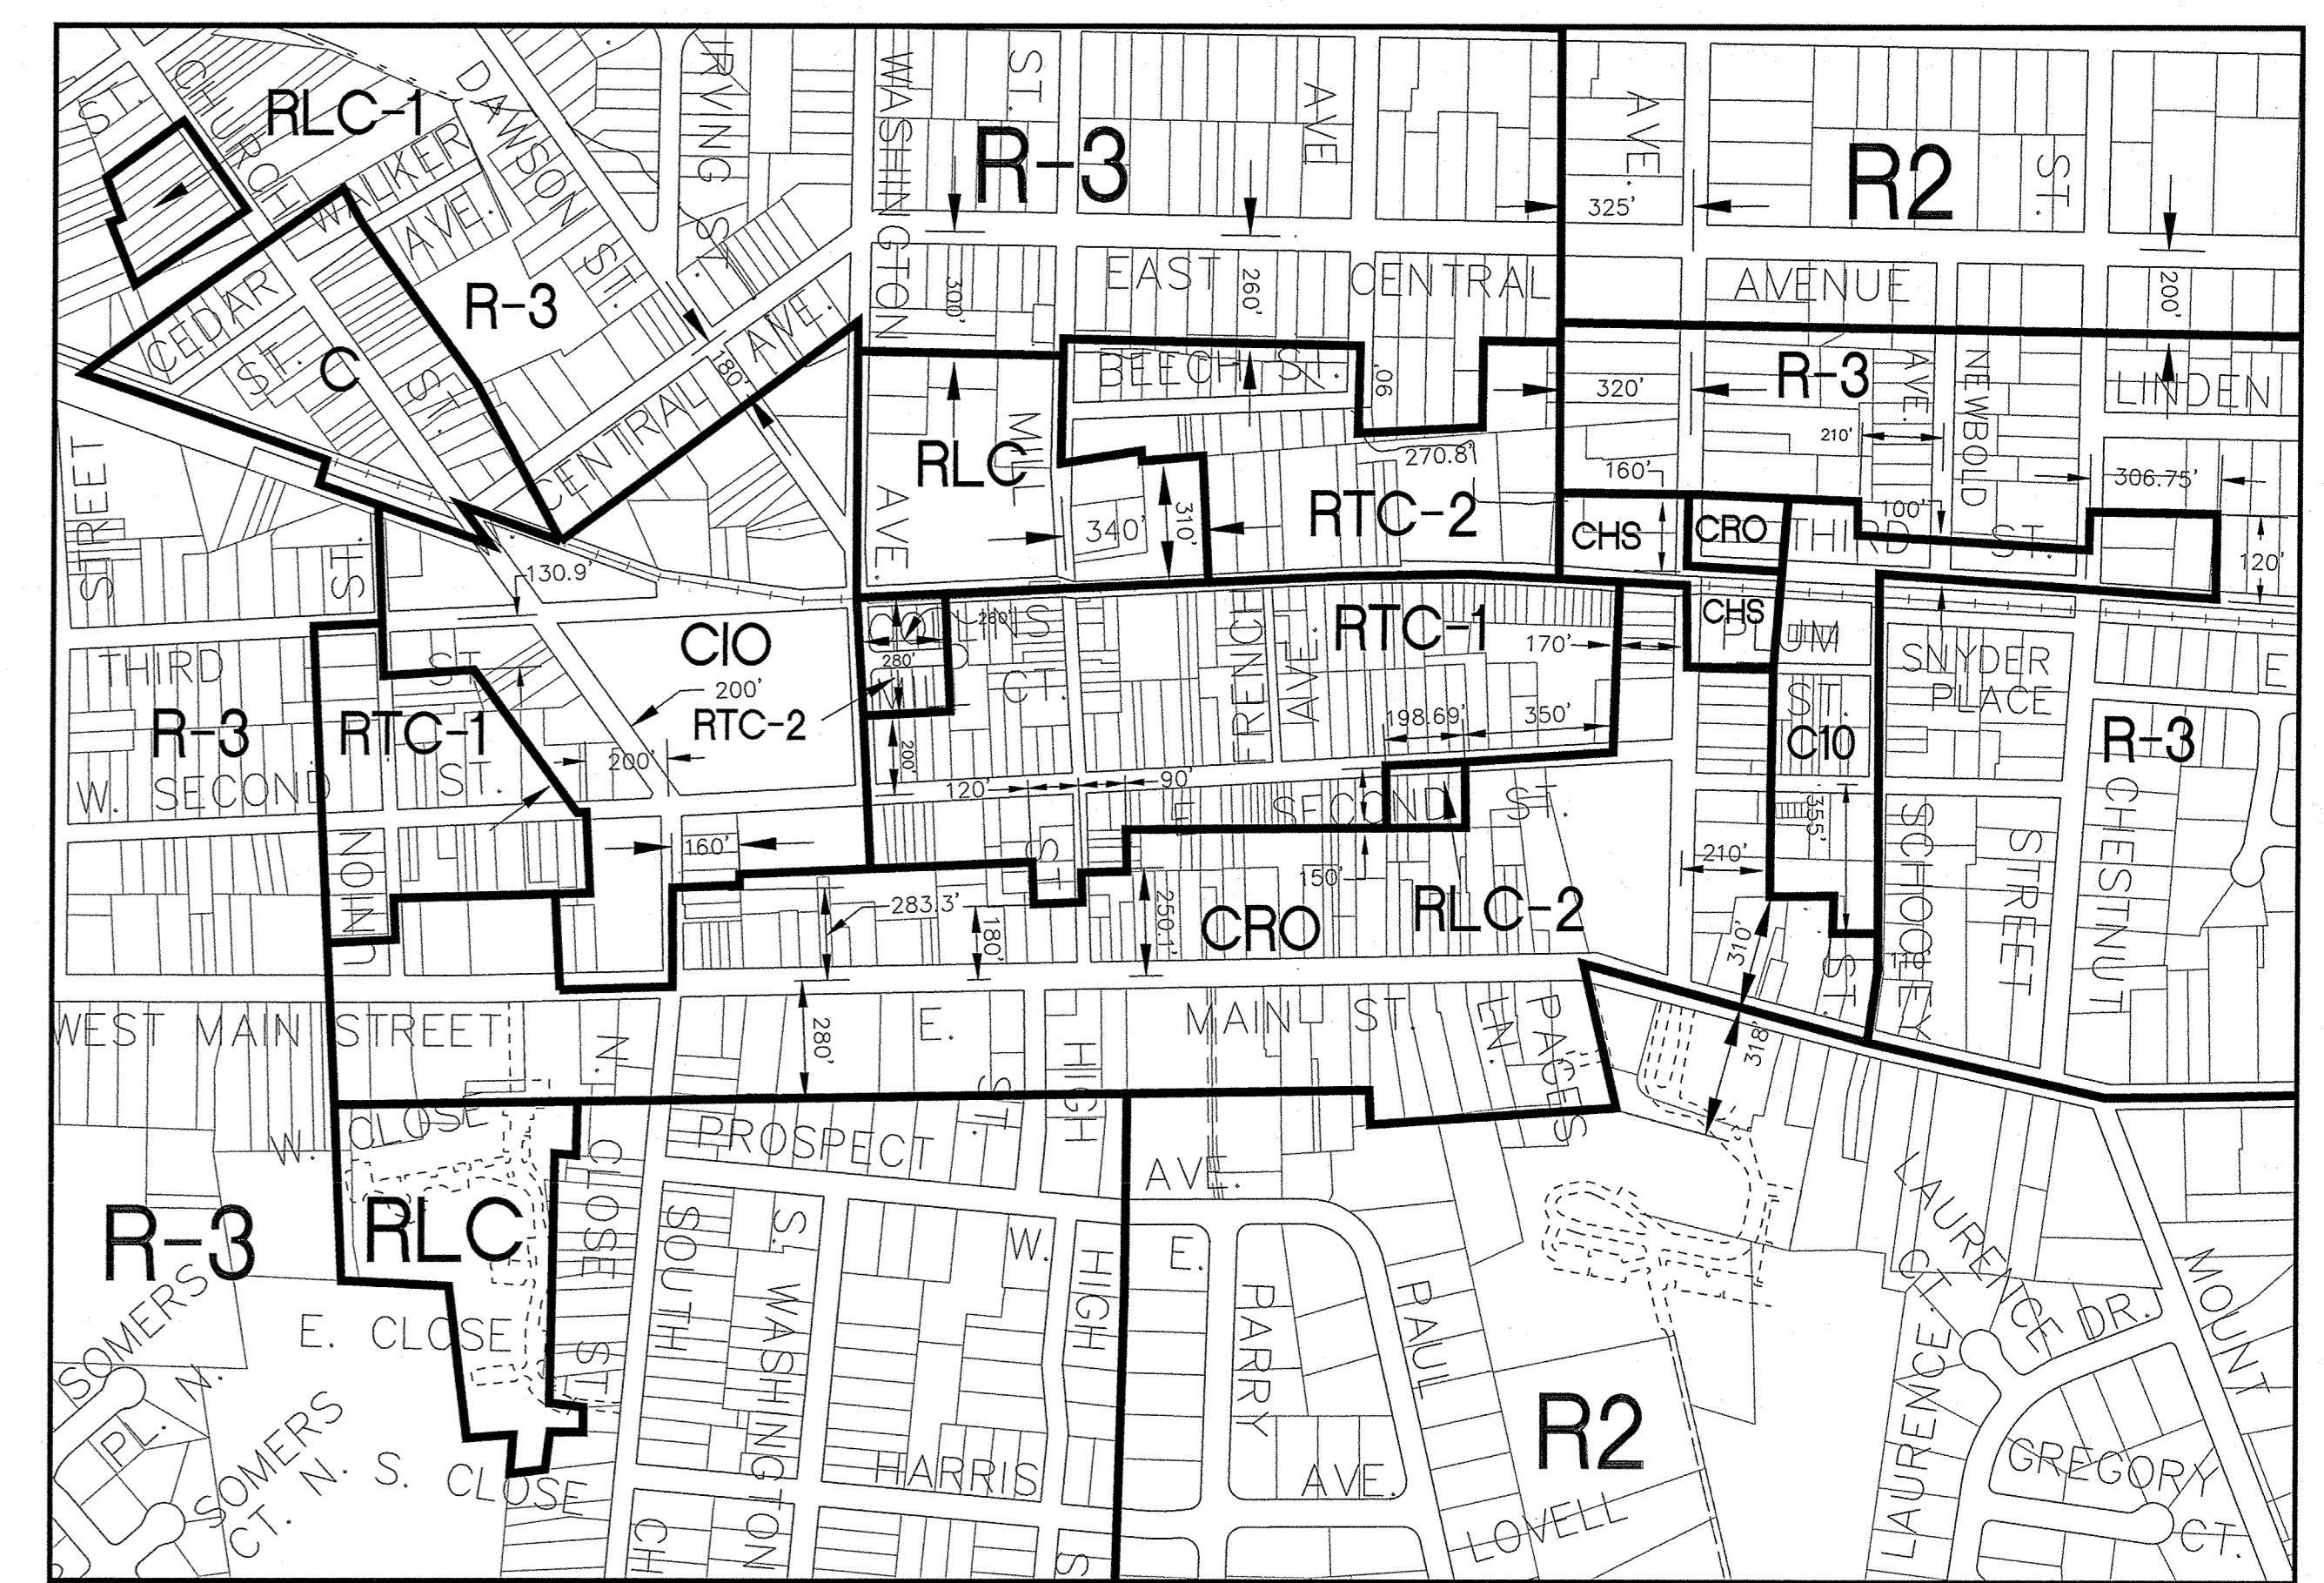 RLC-1
ST.
CHURCH
ST.
WALKER
AVE.
DAWSON
ST.
IRVING
ST.
WASHINGTON
AVE.
ST.
R-3
AVE
AVE.
R2
ST.
325'
CEDAR
ST.
C
R-3
CENTRAL
AVE.
180'
300'
EAST
260'
CENTRAL
AVENUE
200'
BEECH ST.
90'
320'
R-3
AVE.
NEWBOLD
LINDEN
RLC
MILL
270.8'
160'
210'
306.75'
RTC-2
340'
310'
CHS
CRO
THIRD
100'
ST.
120'
STREET
ST.
130.9'
CIO
200'
RTC-2
COLLINS
CT.
260'
280'
FRENCH
AVE.
RTC-1
170'
CHS
PLUM
ST.
C10
SNYDER
PLACE
E
THIRD
ST
R-3
RTC-1
W. SECOND
ST.
200'
200'
198.69'
350'
R-3
120'
90'
E
SECOND
ST.
355'
CHESTNUT
UNION
160'
ST
283.3'
180'
250.1'
CRO
150'
RLC-2
210'
310'
ST.
SCHOOLEY
STREET
WEST MAIN STREET
N.
280'
E.
MAIN
ST.
LN.
PAGES
318'
W.
CLOSE
PROSPECT
ST.
HIGH
AVE.
R-3
RLC
CLOSE
ST.
SOUTH
S.
WASHINGTON
W.
HIGH
E.
PARRY
PAUL
LAURENCE
CT.
DR.
MOUNT
SOMERS
PL. N.
E. CLOSE
SOMERS
CT. N.
S. CLOSE
HARRIS
AVE.
R2
LOVELL
LAURENCE
GREGORY
CT.
CH
S